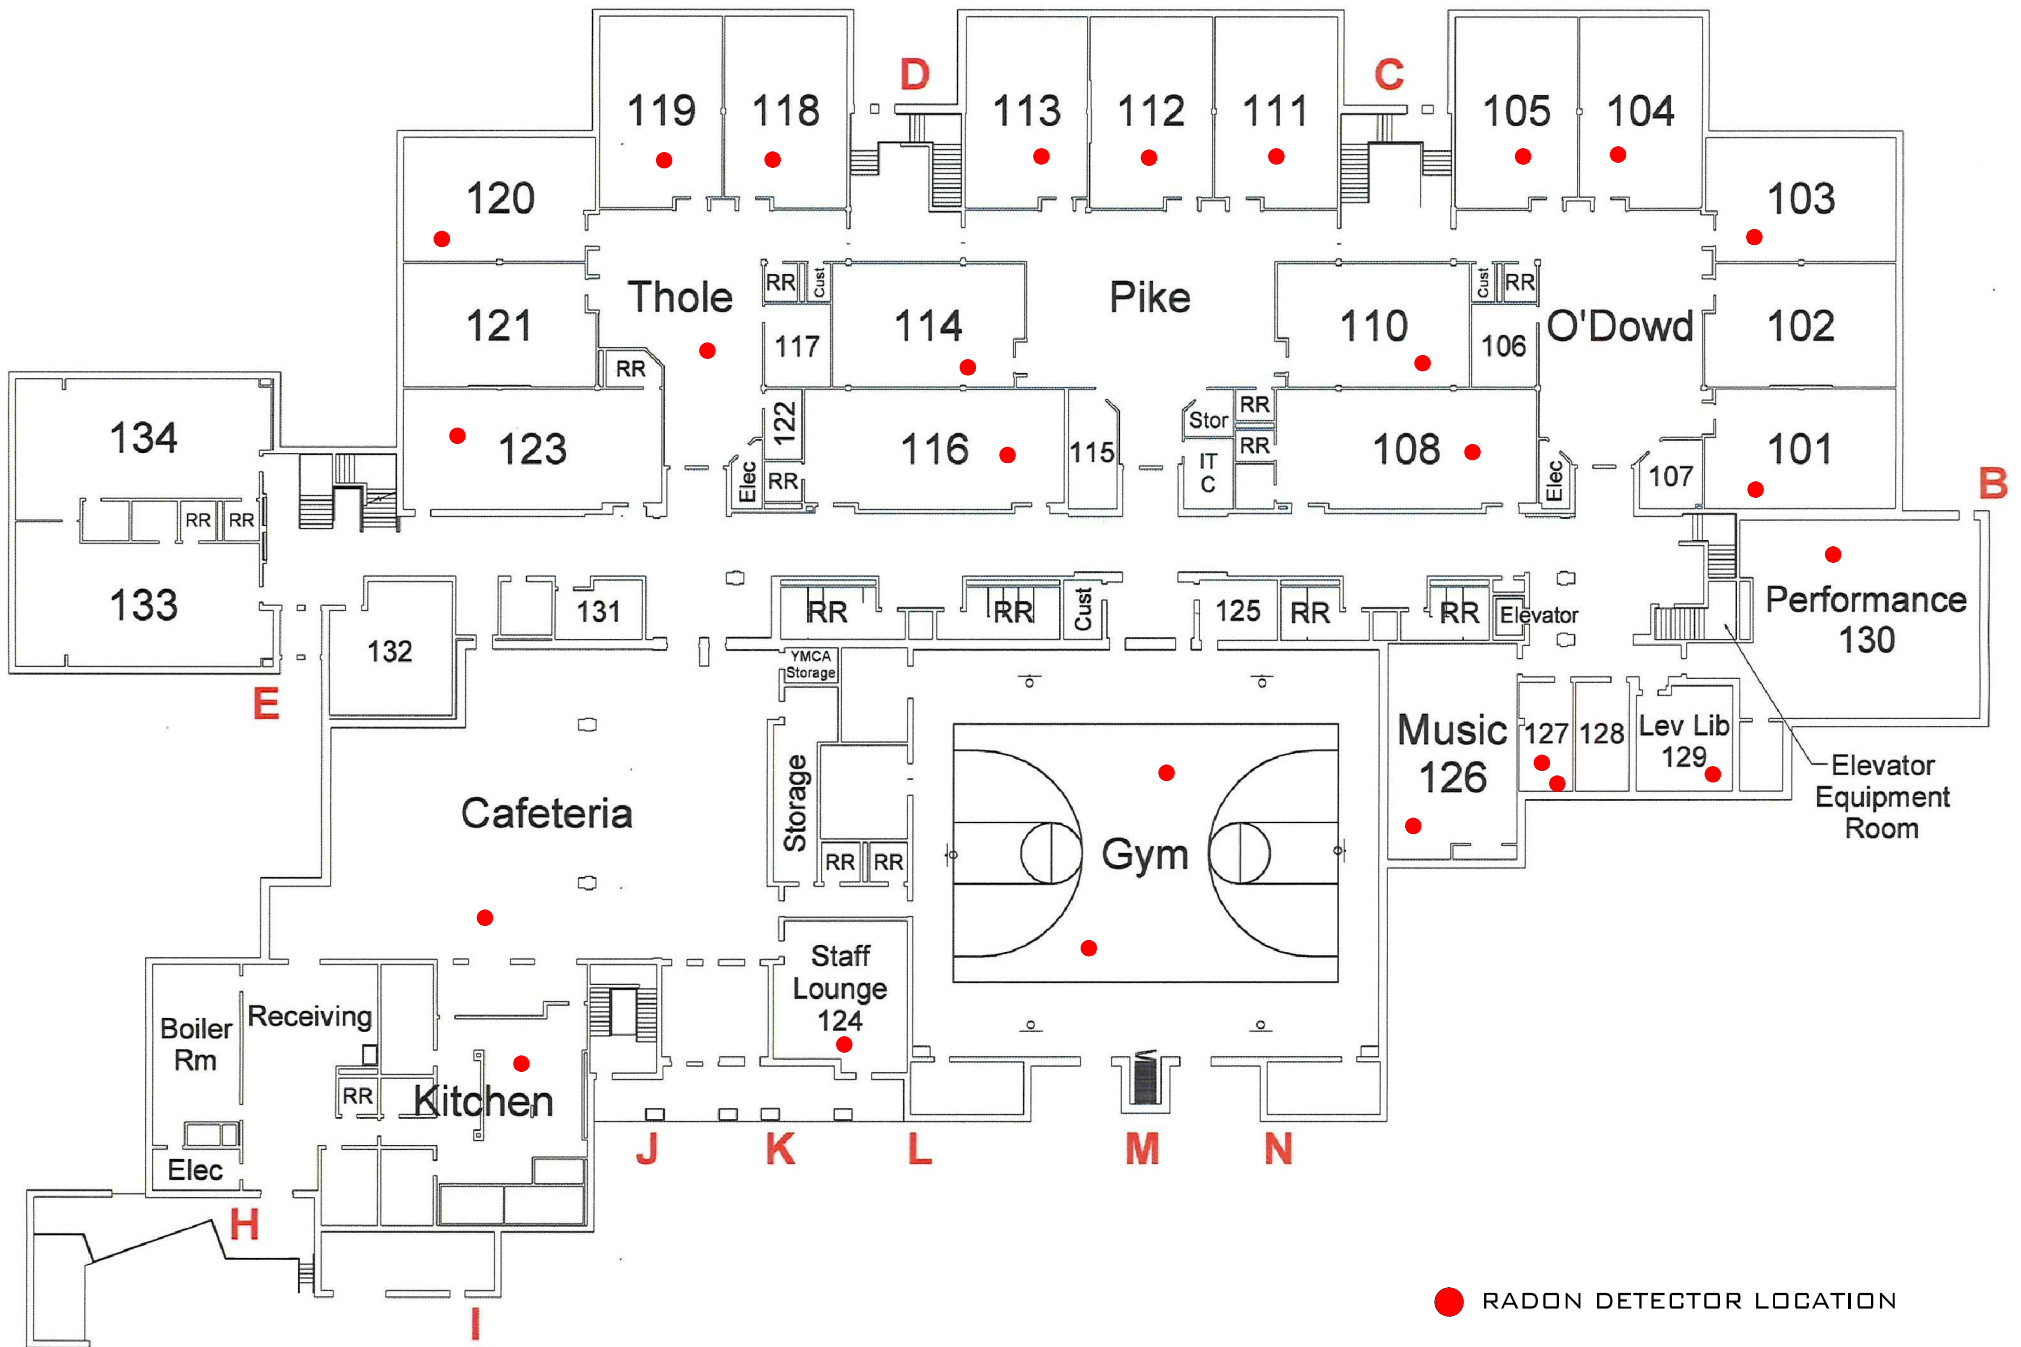 D
C
119
118
113
112
111
105
104
120
103
RR
Cust
Cust
RR
Thole
Pike
121
114
110
O'Dowd
102
117
106
RR
134
123
122
116
115
Stor
RR
108
101
RR
IT
C
Elec
RR
Elec
107
B
RR
RR
133
131
RR
RR
Cust
125
RR
RR
Elevator
Performance
130
132
YMCA
Storage
E
Music
126
127
128
Lev Lib
129
Elevator
Equipment
Room
Storage
Cafeteria
Gym
RR
RR
Staff
Lounge
124
Boiler
Rm
Receiving
RR
Kitchen
J
K
L
M
N
Elec
H
I
RADON DETECTOR LOCATION